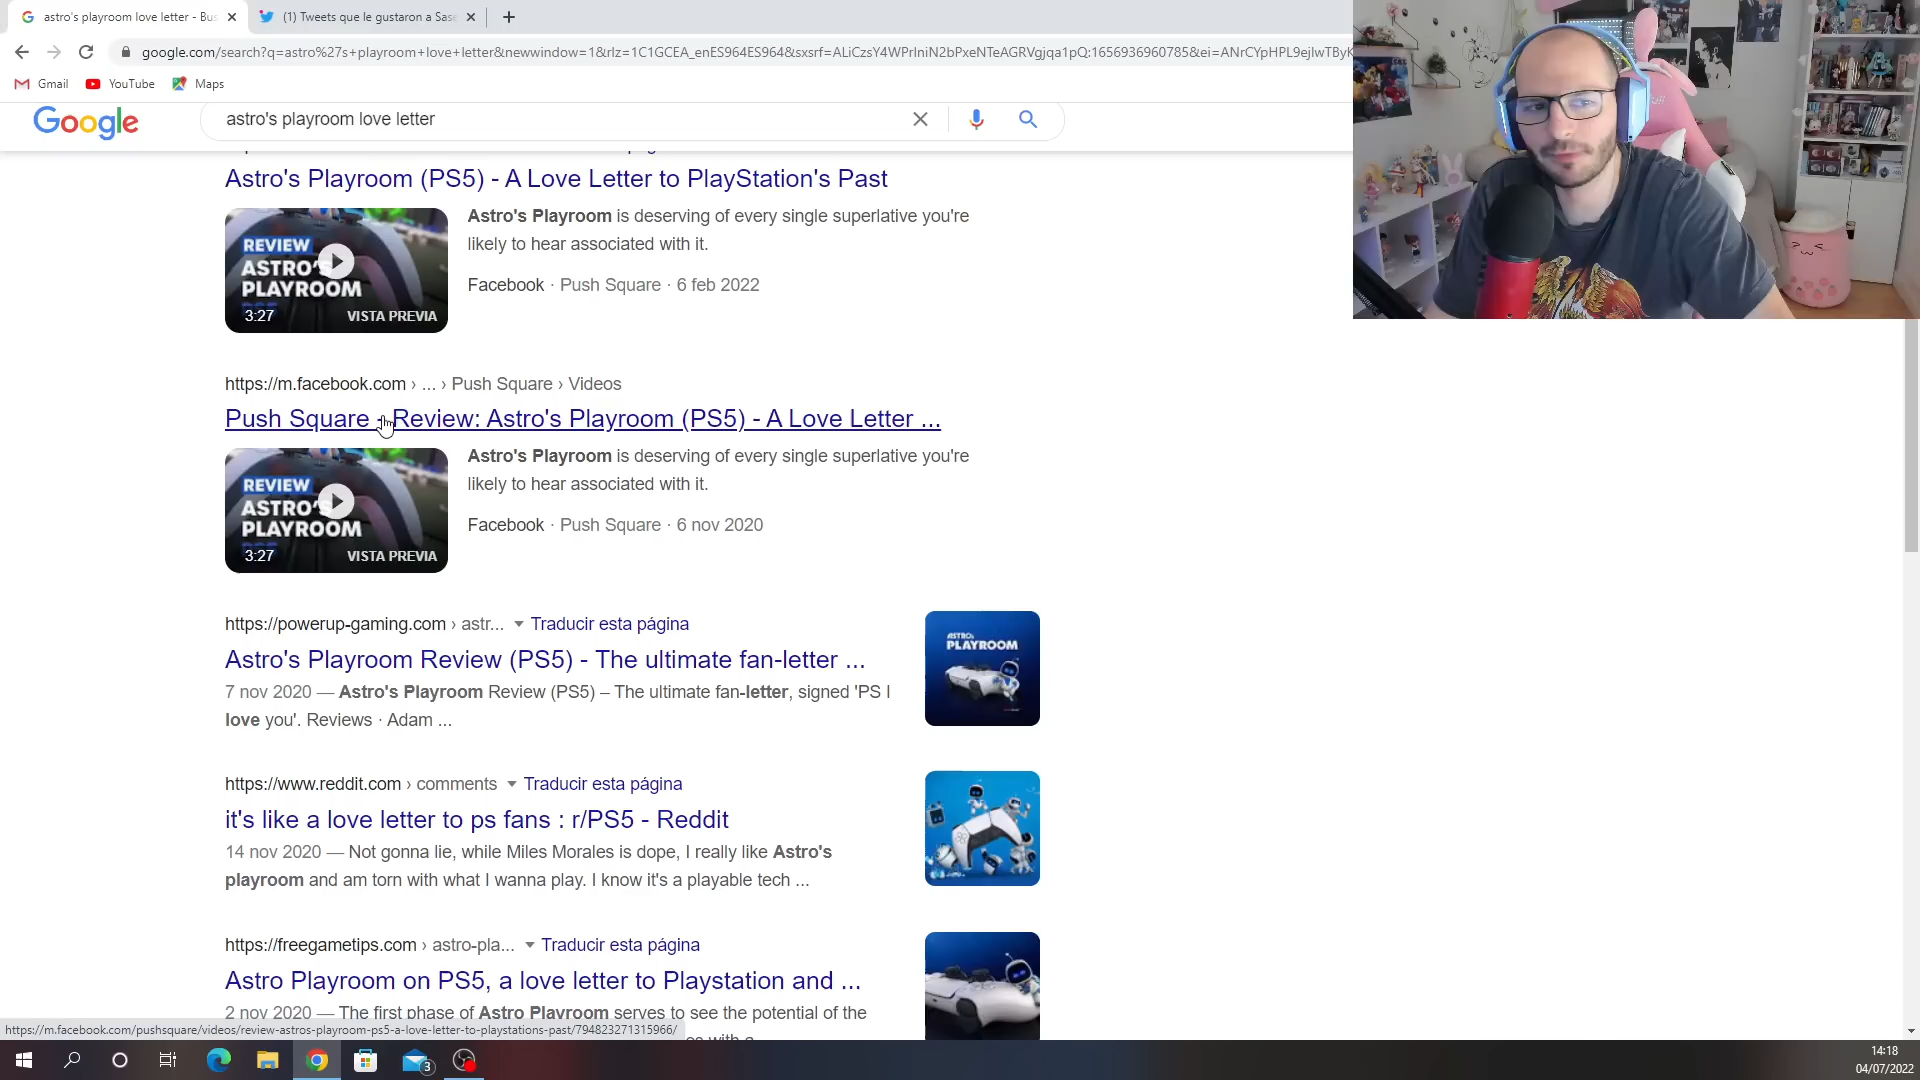 astro's playroom love letter - Bus
(1) Tweets que le gustaron a Sase
google.com/search?q=astro%27s+playroom+love+letter&newwindow=1&rlz=1C1GCEA_enES964ES964&sxsrf=ALiCzsY4WPrIniN2bPxeNTeAGRVgjqa1pQ:1656936960785&ei=ANrCYpHPL9ejlwTByK
Gmail YouTube Maps
Google
astro's playroom love letter
Astro's Playroom (PS5) - A Love Letter to PlayStation's Past
REVIEW
ASTRO'S
PLAYROOM
3:27 VISTA PREVIA
Astro's Playroom is deserving of every single superlative you're
likely to hear associated with it.
Facebook · Push Square · 6 feb 2022
https://m.facebook.com › ... › Push Square › Videos
Push Square - Review: Astro's Playroom (PS5) - A Love Letter ...
REVIEW
ASTRO'S
PLAYROOM
3:27 VISTA PREVIA
Astro's Playroom is deserving of every single superlative you're
likely to hear associated with it.
Facebook · Push Square · 6 nov 2020
https://powerup-gaming.com › astr... Traducir esta página
Astro's Playroom Review (PS5) - The ultimate fan-letter ...
7 nov 2020 — Astro's Playroom Review (PS5) – The ultimate fan-letter, signed 'PS I
love you'. Reviews · Adam ...
ASTRO's
PLAYROOM
https://www.reddit.com › comments Traducir esta página
it's like a love letter to ps fans : r/PS5 - Reddit
14 nov 2020 — Not gonna lie, while Miles Morales is dope, I really like Astro's
playroom and am torn with what I wanna play. I know it's a playable tech ...
https://freegametips.com › astro-pla... Traducir esta página
Astro Playroom on PS5, a love letter to Playstation and ...
2 nov 2020 — The first phase of Astro Playroom serves to see the potential of the
https://m.facebook.com/pushsquare/videos/review-astros-playroom-ps5-a-love-letter-to-playstations-past/794823271315966/
3
14:18
04/07/2022